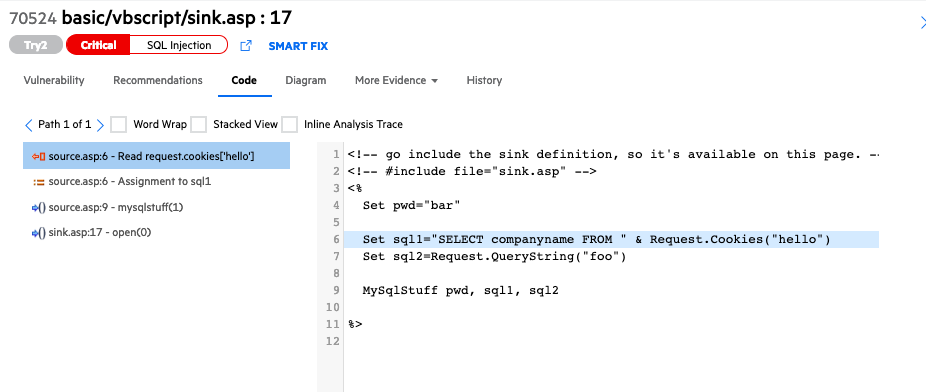 70524 basic/vbscript/sink.asp : 17
Try2 Critical SQL Injection SMART FIX
Vulnerability Recommendations Code Diagram More Evidence History
Path 1 of 1 Word Wrap Stacked View Inline Analysis Trace
source.asp:6 - Read request.cookies['hello']
source.asp:6 - Assignment to sql1
source.asp:9 - mysqlstuff(1)
sink.asp:17 - open(0)
1 <!-- go include the sink definition, so it's available on this page. -
2 <!-- #include file="sink.asp" -->
3 <%
4 Set pwd="bar"
5
6 Set sql1="SELECT companyname FROM " & Request.Cookies("hello")
7 Set sql2=Request.QueryString("foo")
8
9 MySqlStuff pwd, sql1, sql2
10
11 %>
12